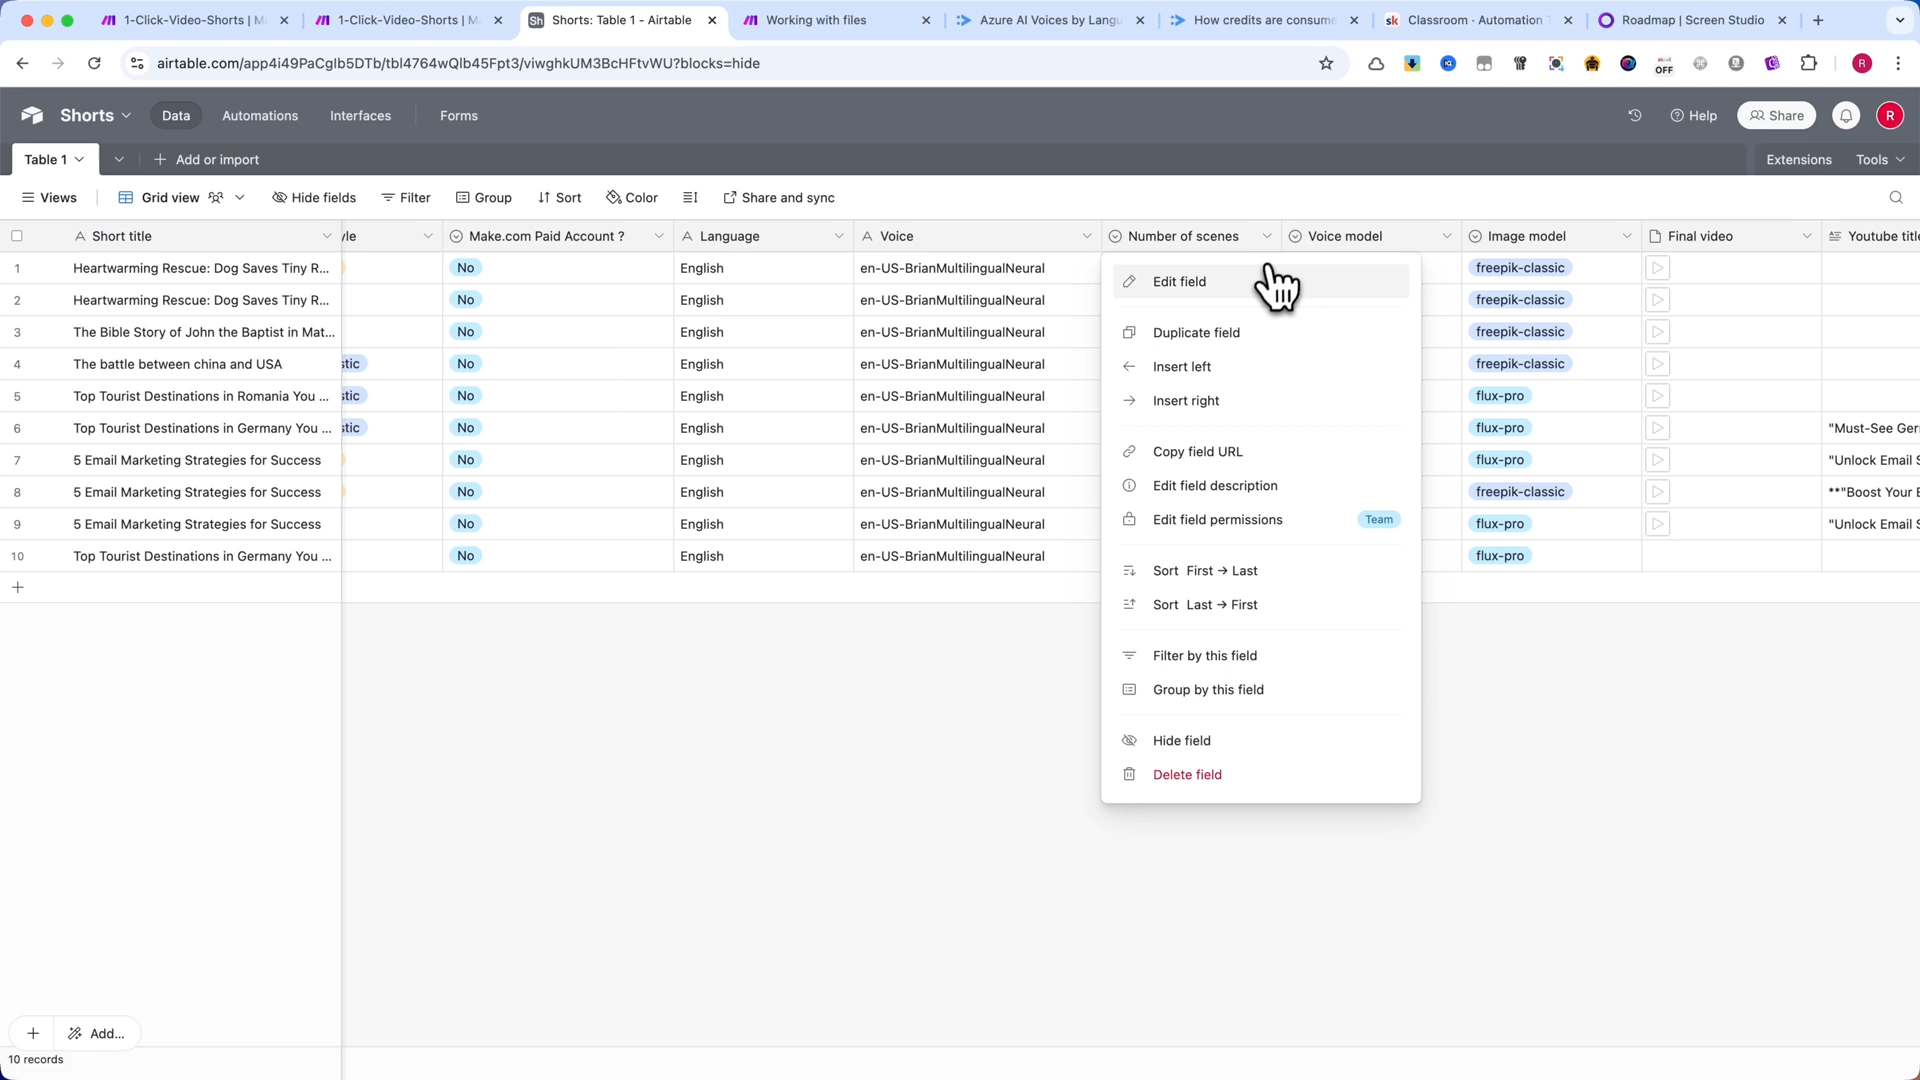 1-Click-Video-Shorts | M
1-Click-Video-Shorts | M
Sh Shorts: Table 1 - Airtable
Working with files
Azure AI Voices by Langu
How credits are consume
sk Classroom · Automation T
Roadmap | Screen Studio
airtable.com/app4i49PaCglb5DTb/tbl4764wQlb45Fpt3/viwghkUM3BcHFtvWU?blocks=hide
OFF
R
Shorts
Data
Automations
Interfaces
Forms
Help
Share
R
Table 1
Add or import
Extensions
Tools
Views
Grid view
Hide fields
Filter
Group
Sort
Color
Share and sync
Short title
yle
Make.com Paid Account ?
Language
Voice
Number of scenes
Voice model
Image model
Final video
Youtube title
1 Heartwarming Rescue: Dog Saves Tiny R... No English en-US-BrianMultilingualNeural freepik-classic
2 Heartwarming Rescue: Dog Saves Tiny R... No English en-US-BrianMultilingualNeural freepik-classic
3 The Bible Story of John the Baptist in Mat... No English en-US-BrianMultilingualNeural freepik-classic
4 The battle between china and USA stic No English en-US-BrianMultilingualNeural freepik-classic
5 Top Tourist Destinations in Romania You ... stic No English en-US-BrianMultilingualNeural flux-pro
6 Top Tourist Destinations in Germany You ... stic No English en-US-BrianMultilingualNeural flux-pro "Must-See Ger
7 5 Email Marketing Strategies for Success No English en-US-BrianMultilingualNeural flux-pro "Unlock Email S
8 5 Email Marketing Strategies for Success No English en-US-BrianMultilingualNeural freepik-classic **"Boost Your E
9 5 Email Marketing Strategies for Success No English en-US-BrianMultilingualNeural flux-pro "Unlock Email S
10 Top Tourist Destinations in Germany You ... No English en-US-BrianMultilingualNeural flux-pro
Edit field
Duplicate field
Insert left
Insert right
Copy field URL
Edit field description
Edit field permissions Team
Sort First → Last
Sort Last → First
Filter by this field
Group by this field
Hide field
Delete field
Add...
10 records